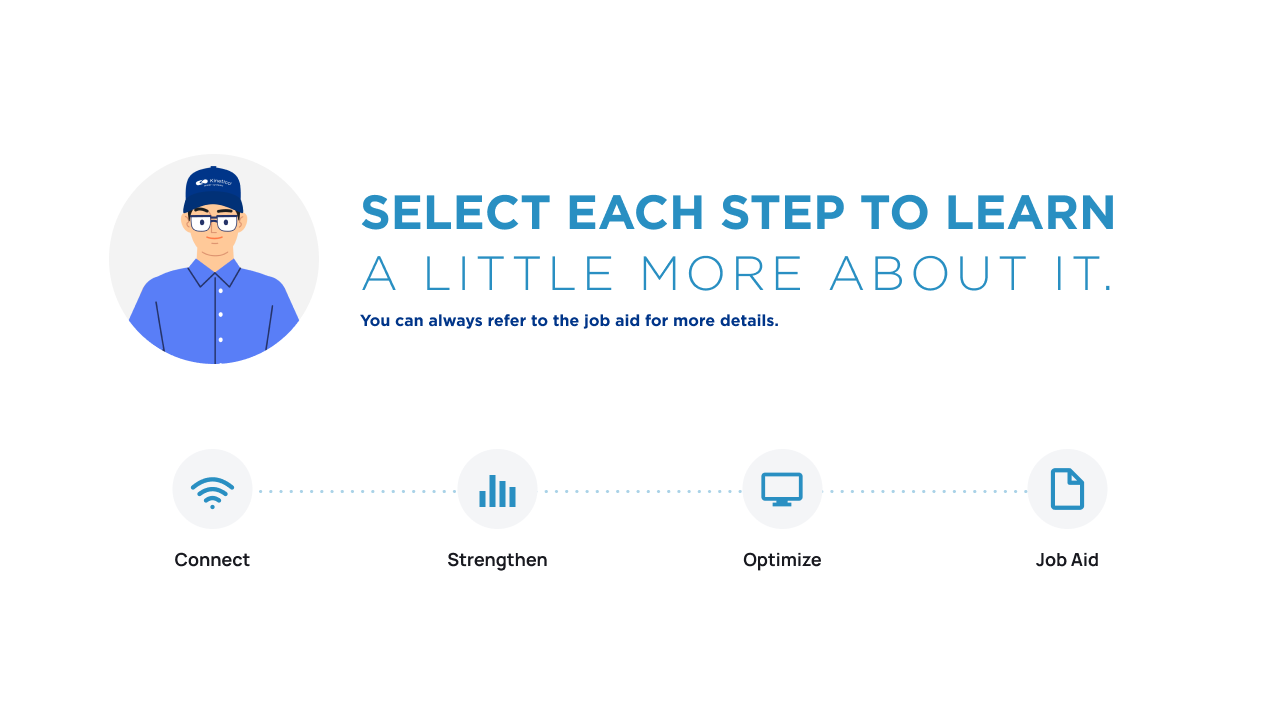 Kinetico
SELECT EACH STEP TO LEARN
A LITTLE MORE ABOUT IT.
You can always refer to the job aid for more details.
Connect
Strengthen
Optimize
Job Aid